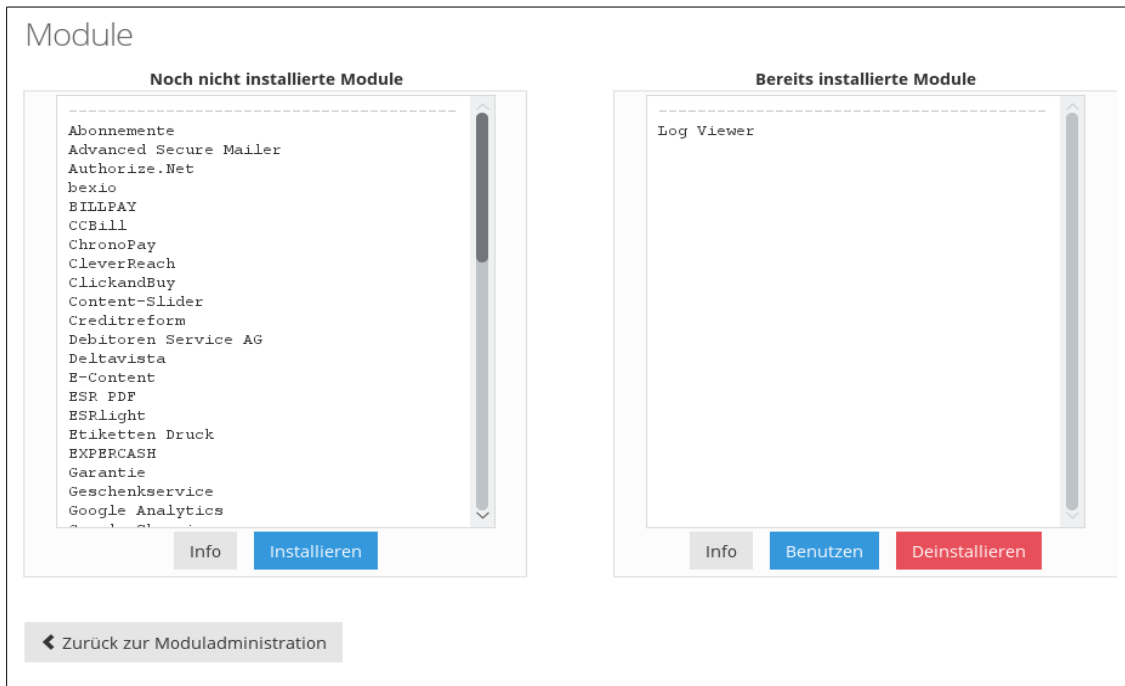 Module
Noch nicht installierte Module
Abonnemente
Advanced Secure Mailer
Authorize.Net
bexio
BILLPAY
CCBill
ChronoPay
CleverReach
ClickandBuy
Content-Slider
Creditreform
Debitoren Service AG
Deltavista
E-Content
ESR PDF
ESRlight
Etiketten Druck
EXPERCASH
Garantie
Geschenkservice
Google Analytics
Info
Installieren
Bereits installierte Module
Log Viewer
Info
Benutzen
Deinstallieren
Zurück zur Moduladministration